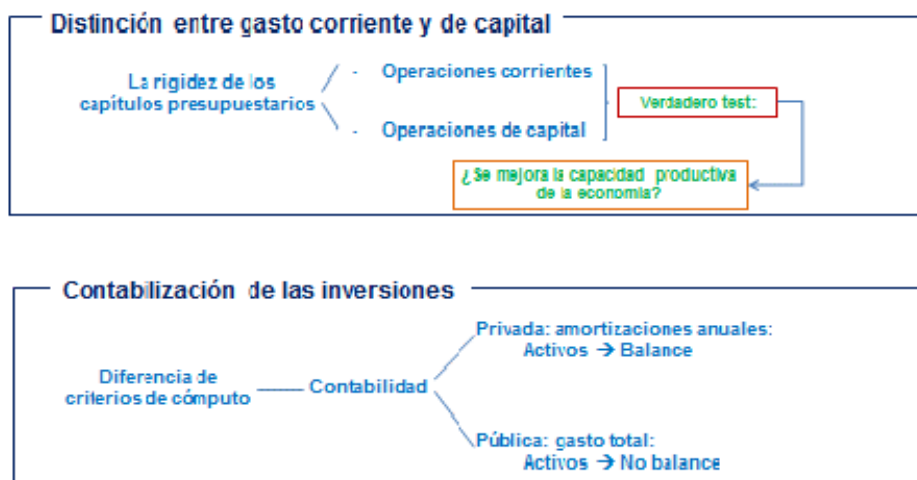 Distinción entre gasto corriente y de capital
La rigidez de los
capítulos presupuestarios
- Operaciones corrientes
- Operaciones de capital
Verdadero test:
¿Se mejora la capacidad productiva
de la economía?
Contabilización de las inversiones
Diferencia de
criterios de cómputo
Contabilidad
Privada: amortizaciones anuales:
Activos → Balance
Pública: gasto total:
Activos → No balance